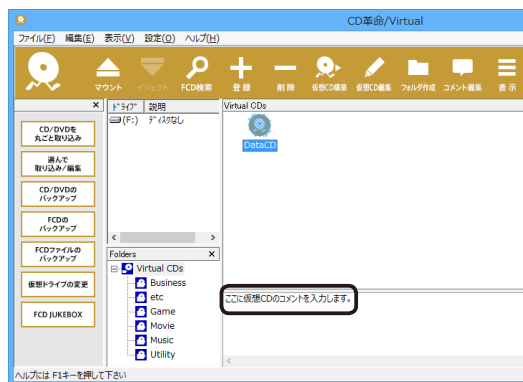 CD革命/Virtual
ファイル(F) 編集(E) 表示(V) 設定(O) ヘルプ(H)
マウント イジェクト FCD検索 登録 削除 仮想CD構築 仮想CD編集 フォルダ作成 コメント編集 表示
CD/DVDを
丸ごと取り込み
選んで
取り込み/編集
CD/DVDの
バックアップ
FCDの
バックアップ
FCDファイルの
バックアップ
仮想ドライブの変更
FCD JUKEBOX
ドライブ 説明
(F:) ディスクなし
Folders
Virtual CDs
Business
etc
Game
Movie
Music
Utility
Virtual CDs
DataCD
ここに仮想CDのコメントを入力します。
ヘルプには F1キーを押して下さい